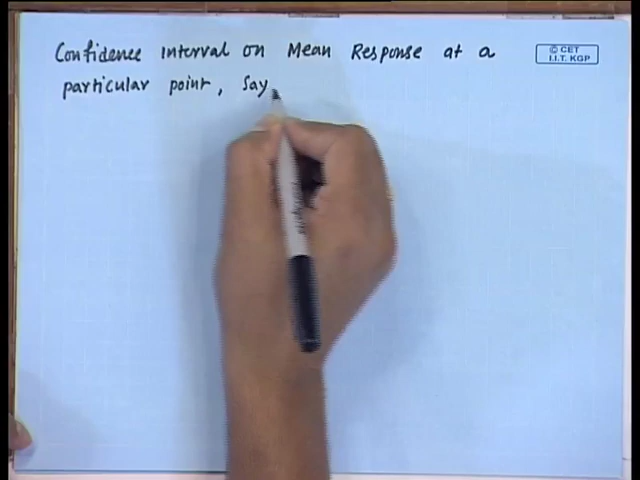 Confidence interval on Mean Response at a
particular point, Say
© CET
I.I.T. KGP